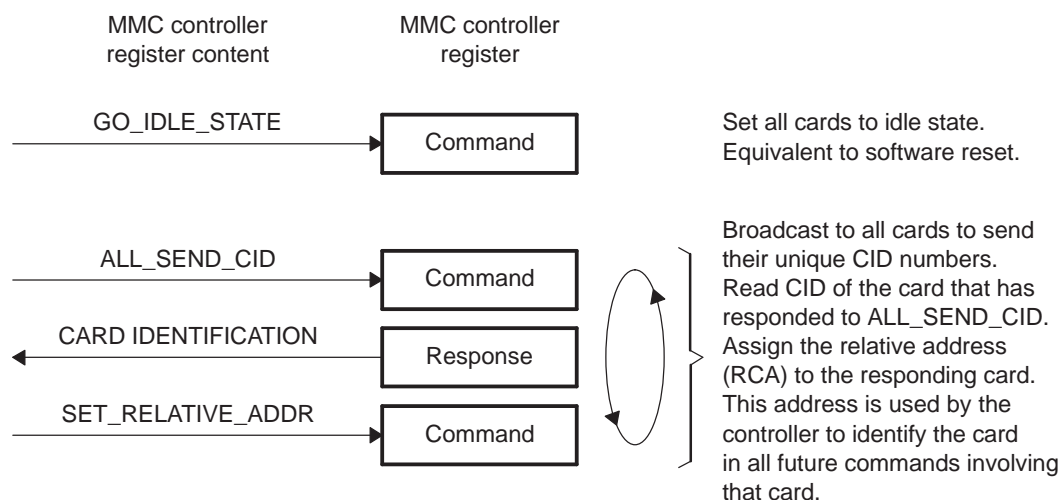 MMC controller
register content
MMC controller
register
GO_IDLE_STATE
Command
Set all cards to idle state.
Equivalent to software reset.
ALL_SEND_CID
Command
CARD IDENTIFICATION
Response
SET_RELATIVE_ADDR
Command
Broadcast to all cards to send
their unique CID numbers.
Read CID of the card that has
responded to ALL_SEND_CID.
Assign the relative address
(RCA) to the responding card.
This address is used by the
controller to identify the card
in all future commands involving
that card.